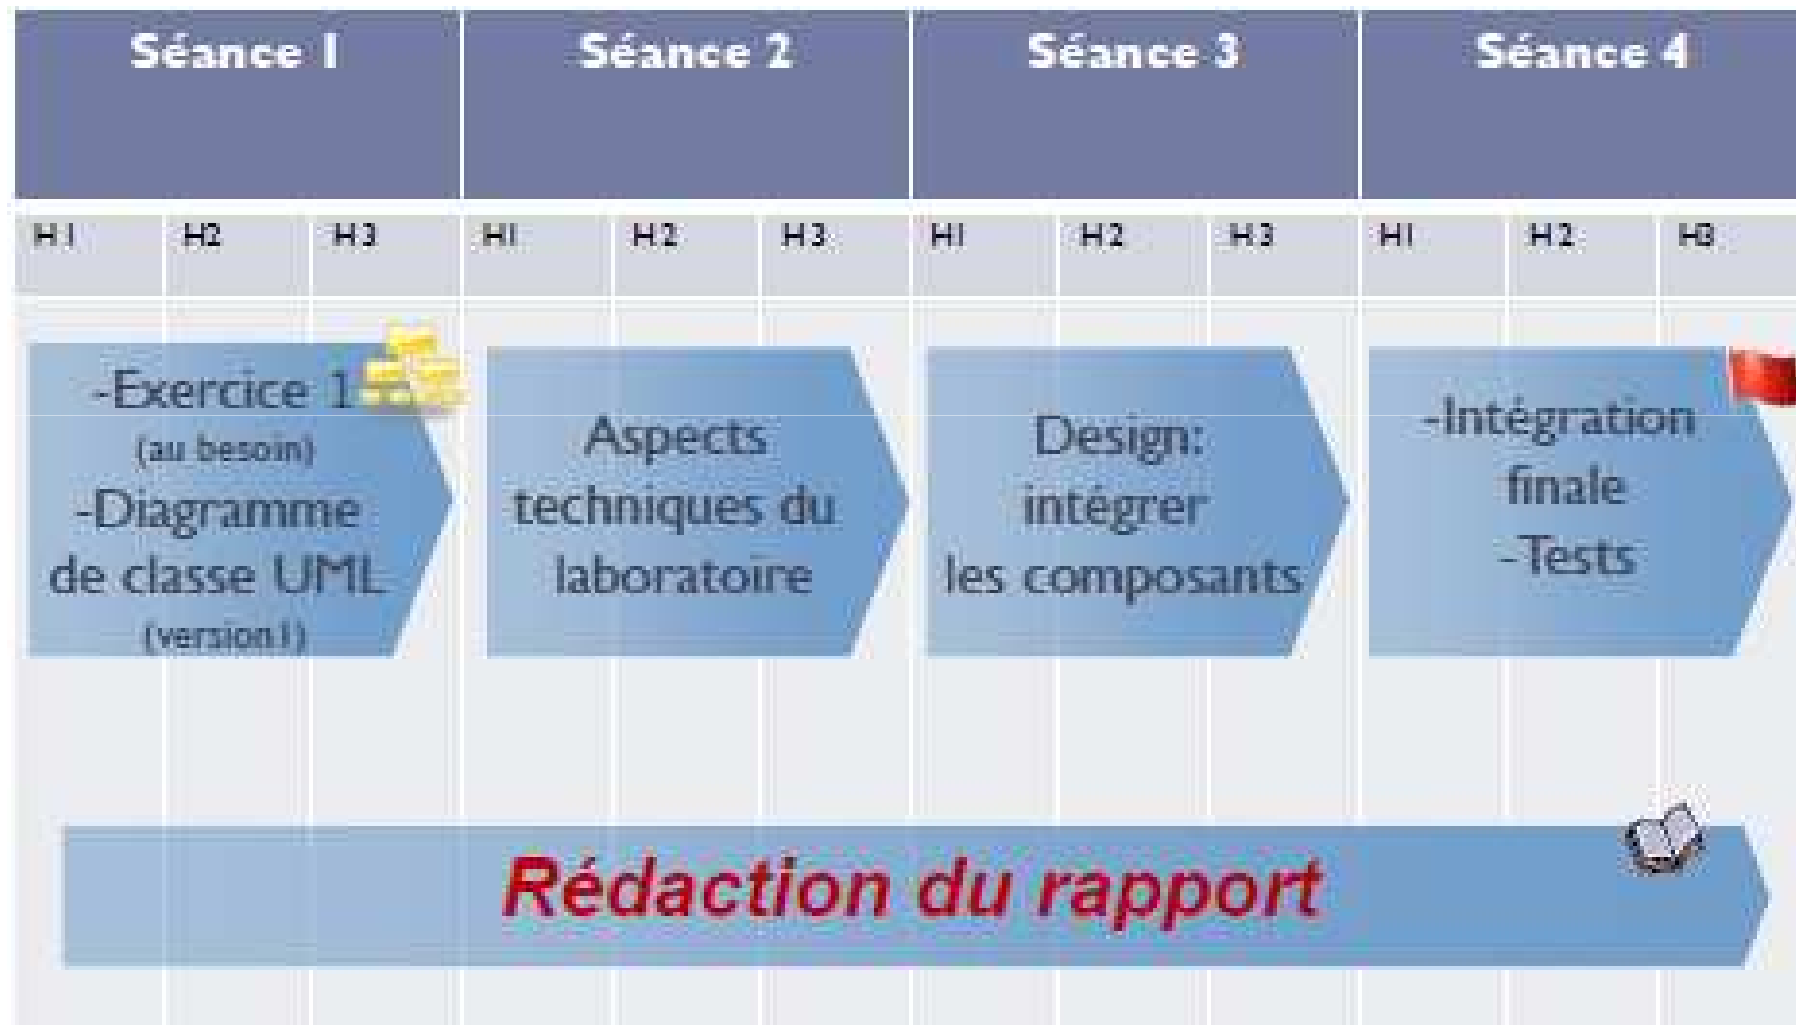 Séance 1
Séance 2
Séance 3
Séance 4
H1
H2
H3
H1
H2
H3
H1
H2
H3
H1
H2
H3
-Exercice 1
(au besoin)
-Diagramme
de classe UML
(version1)
Aspects
techniques du
laboratoire
Design:
intégrer
les composants
-Intégration
finale
-Tests
Rédaction du rapport